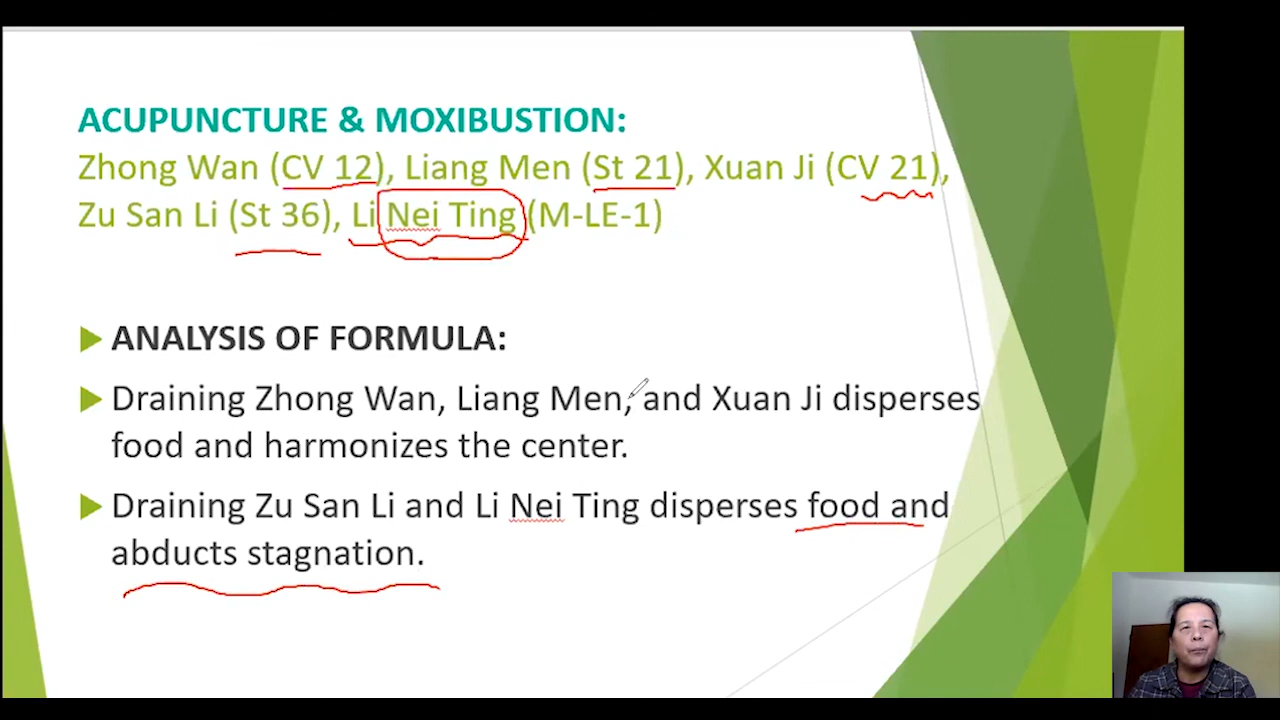 ACUPUNCTURE & MOXIBUSTION:
Zhong Wan (CV 12), Liang Men (St 21), Xuan Ji (CV 21),
Zu San Li (St 36), Li Nei Ting (M-LE-1)
ANALYSIS OF FORMULA:
Draining Zhong Wan, Liang Men, and Xuan Ji disperses
food and harmonizes the center.
Draining Zu San Li and Li Nei Ting disperses food and
abducts stagnation.